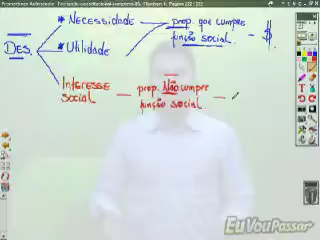 * Necessidade
prop. que cumpre
função social - $.
Des.
* Utilidade
Interesse
social - prop. Não cumpre
função social -
EuVouPassar